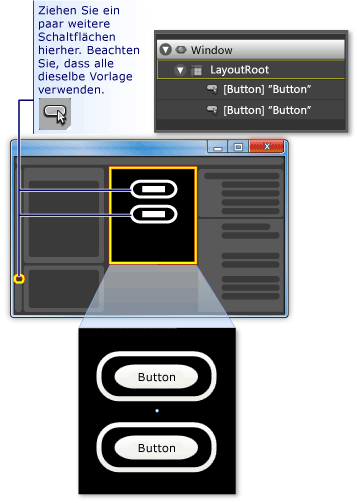 Ziehen Sie ein
paar weitere
Schaltflächen
hierher. Beachten
Sie, dass alle
dieselbe Vorlage
verwenden.
Window
LayoutRoot
[Button] "Button"
[Button] "Button"
Button
Button